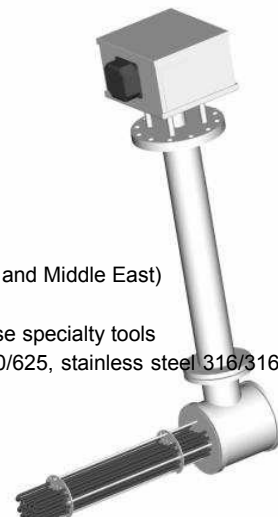 and Middle East)
se specialty tools
0/625, stainless steel 316/316